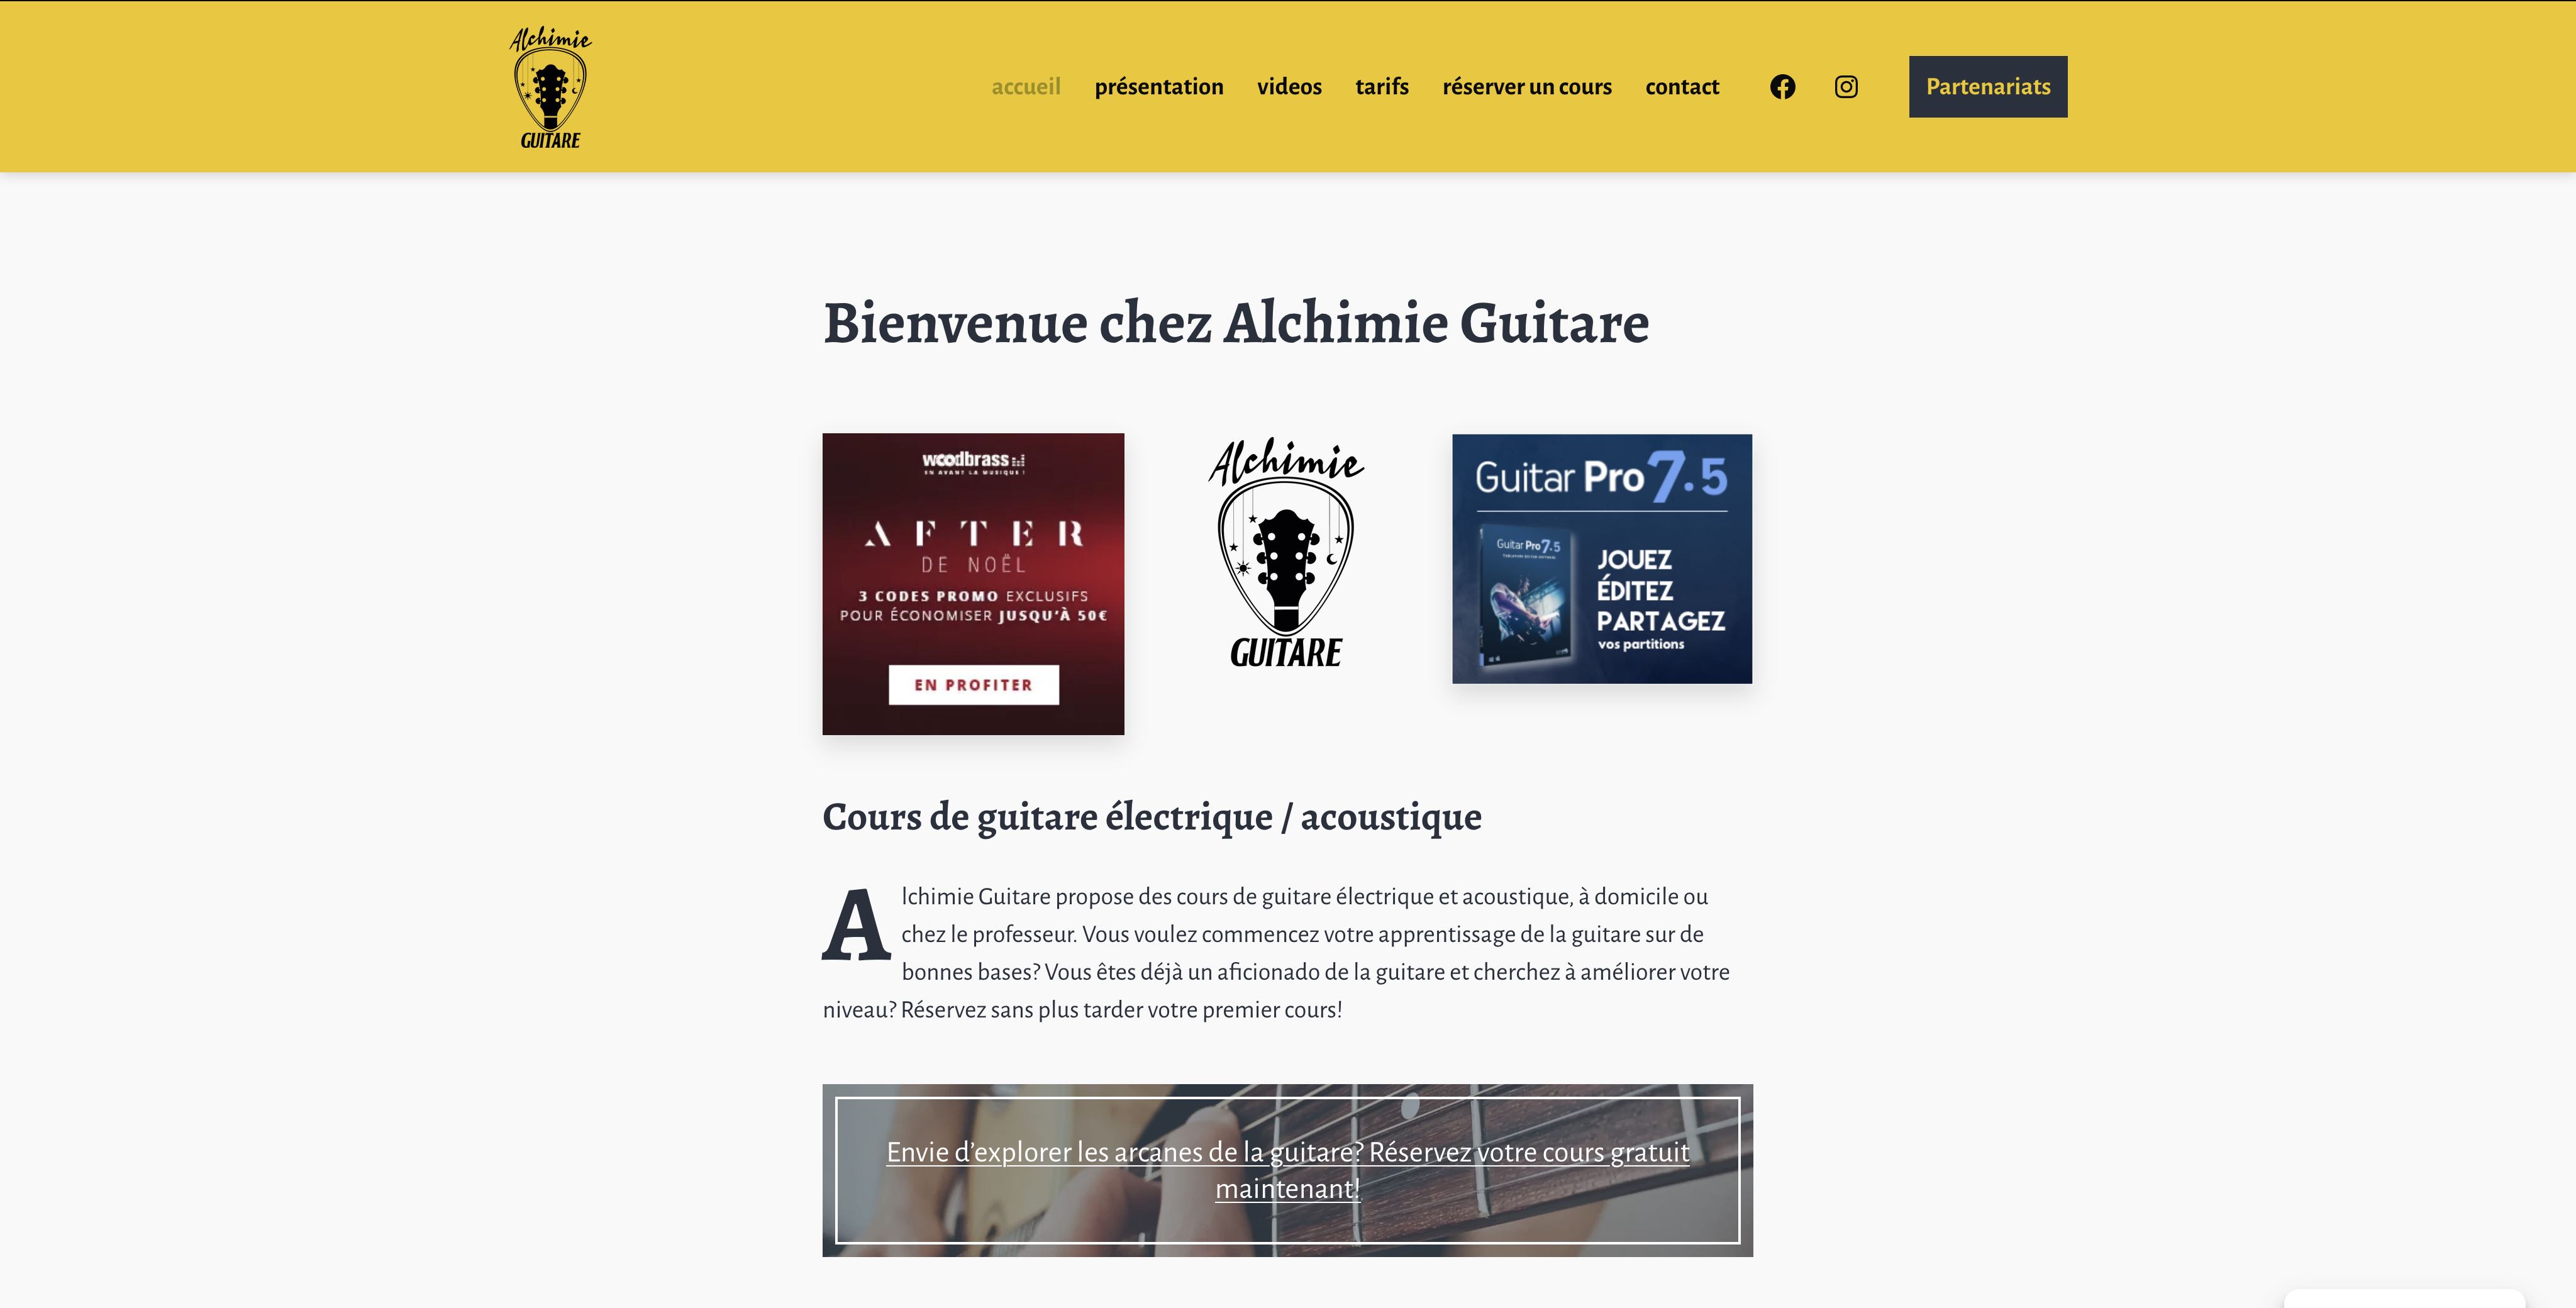 Alchimie
GUITARE
accueil présentation videos tarifs réserver un cours contact Partenariats
Bienvenue chez Alchimie Guitare
woodbrass
EN AVANT LA MUSIQUE !
AFTER
DE NOËL
3 CODES PROMO EXCLUSIFS
POUR ÉCONOMISER JUSQU'À 50€
EN PROFITER
Alchimie
GUITARE
Guitar Pro 7.5
Guitar Pro 7.5
JOUEZ
ÉDITEZ
PARTAGEZ
vos partitions
Cours de guitare électrique / acoustique
Alchimie Guitare propose des cours de guitare électrique et acoustique, à domicile ou
chez le professeur. Vous voulez commencez votre apprentissage de la guitare sur de
bonnes bases? Vous êtes déjà un aficionado de la guitare et cherchez à améliorer votre
niveau? Réservez sans plus tarder votre premier cours!
Envie d’explorer les arcanes de la guitare? Réservez votre cours gratuit
maintenant!